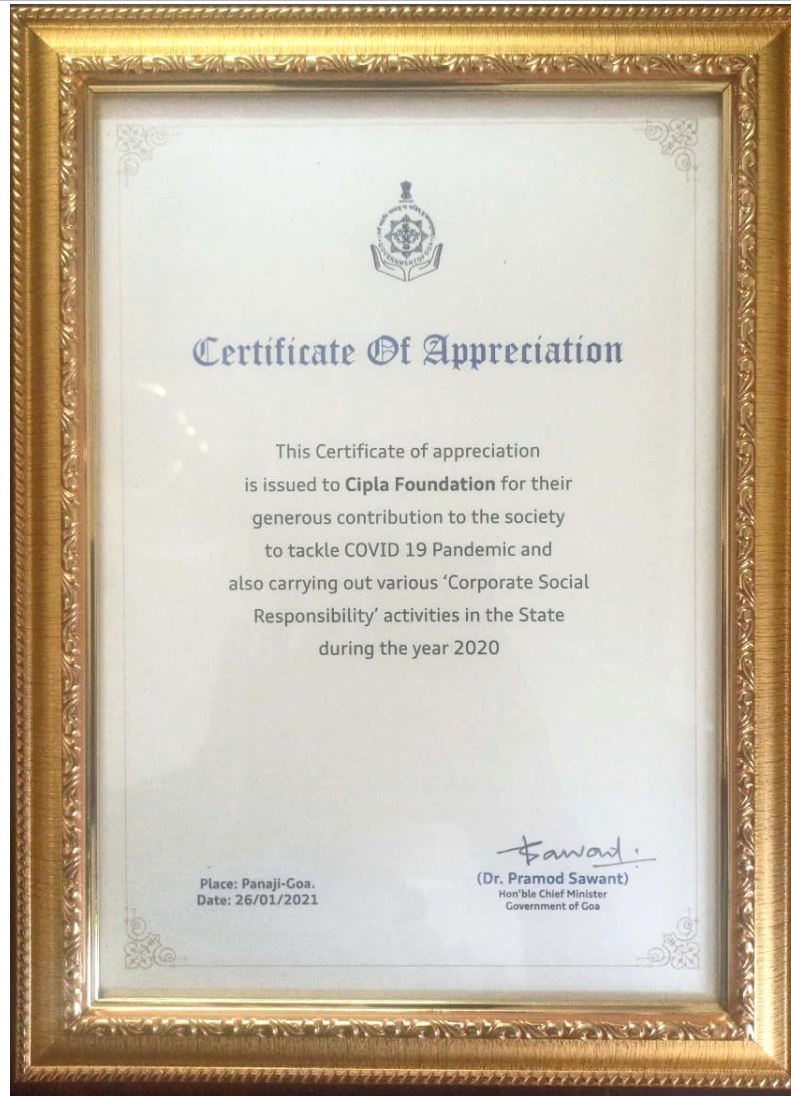 GOVERNMENT OF GOA
Certificate Of Appreciation
This Certificate of appreciation
is issued to Cipla Foundation for their
generous contribution to the society
to tackle COVID 19 Pandemic and
also carrying out various ‘Corporate Social
Responsibility’ activities in the State
during the year 2020
Sawant.
(Dr. Pramod Sawant)
Hon'ble Chief Minister
Government of Goa
Place: Panaji-Goa.
Date: 26/01/2021